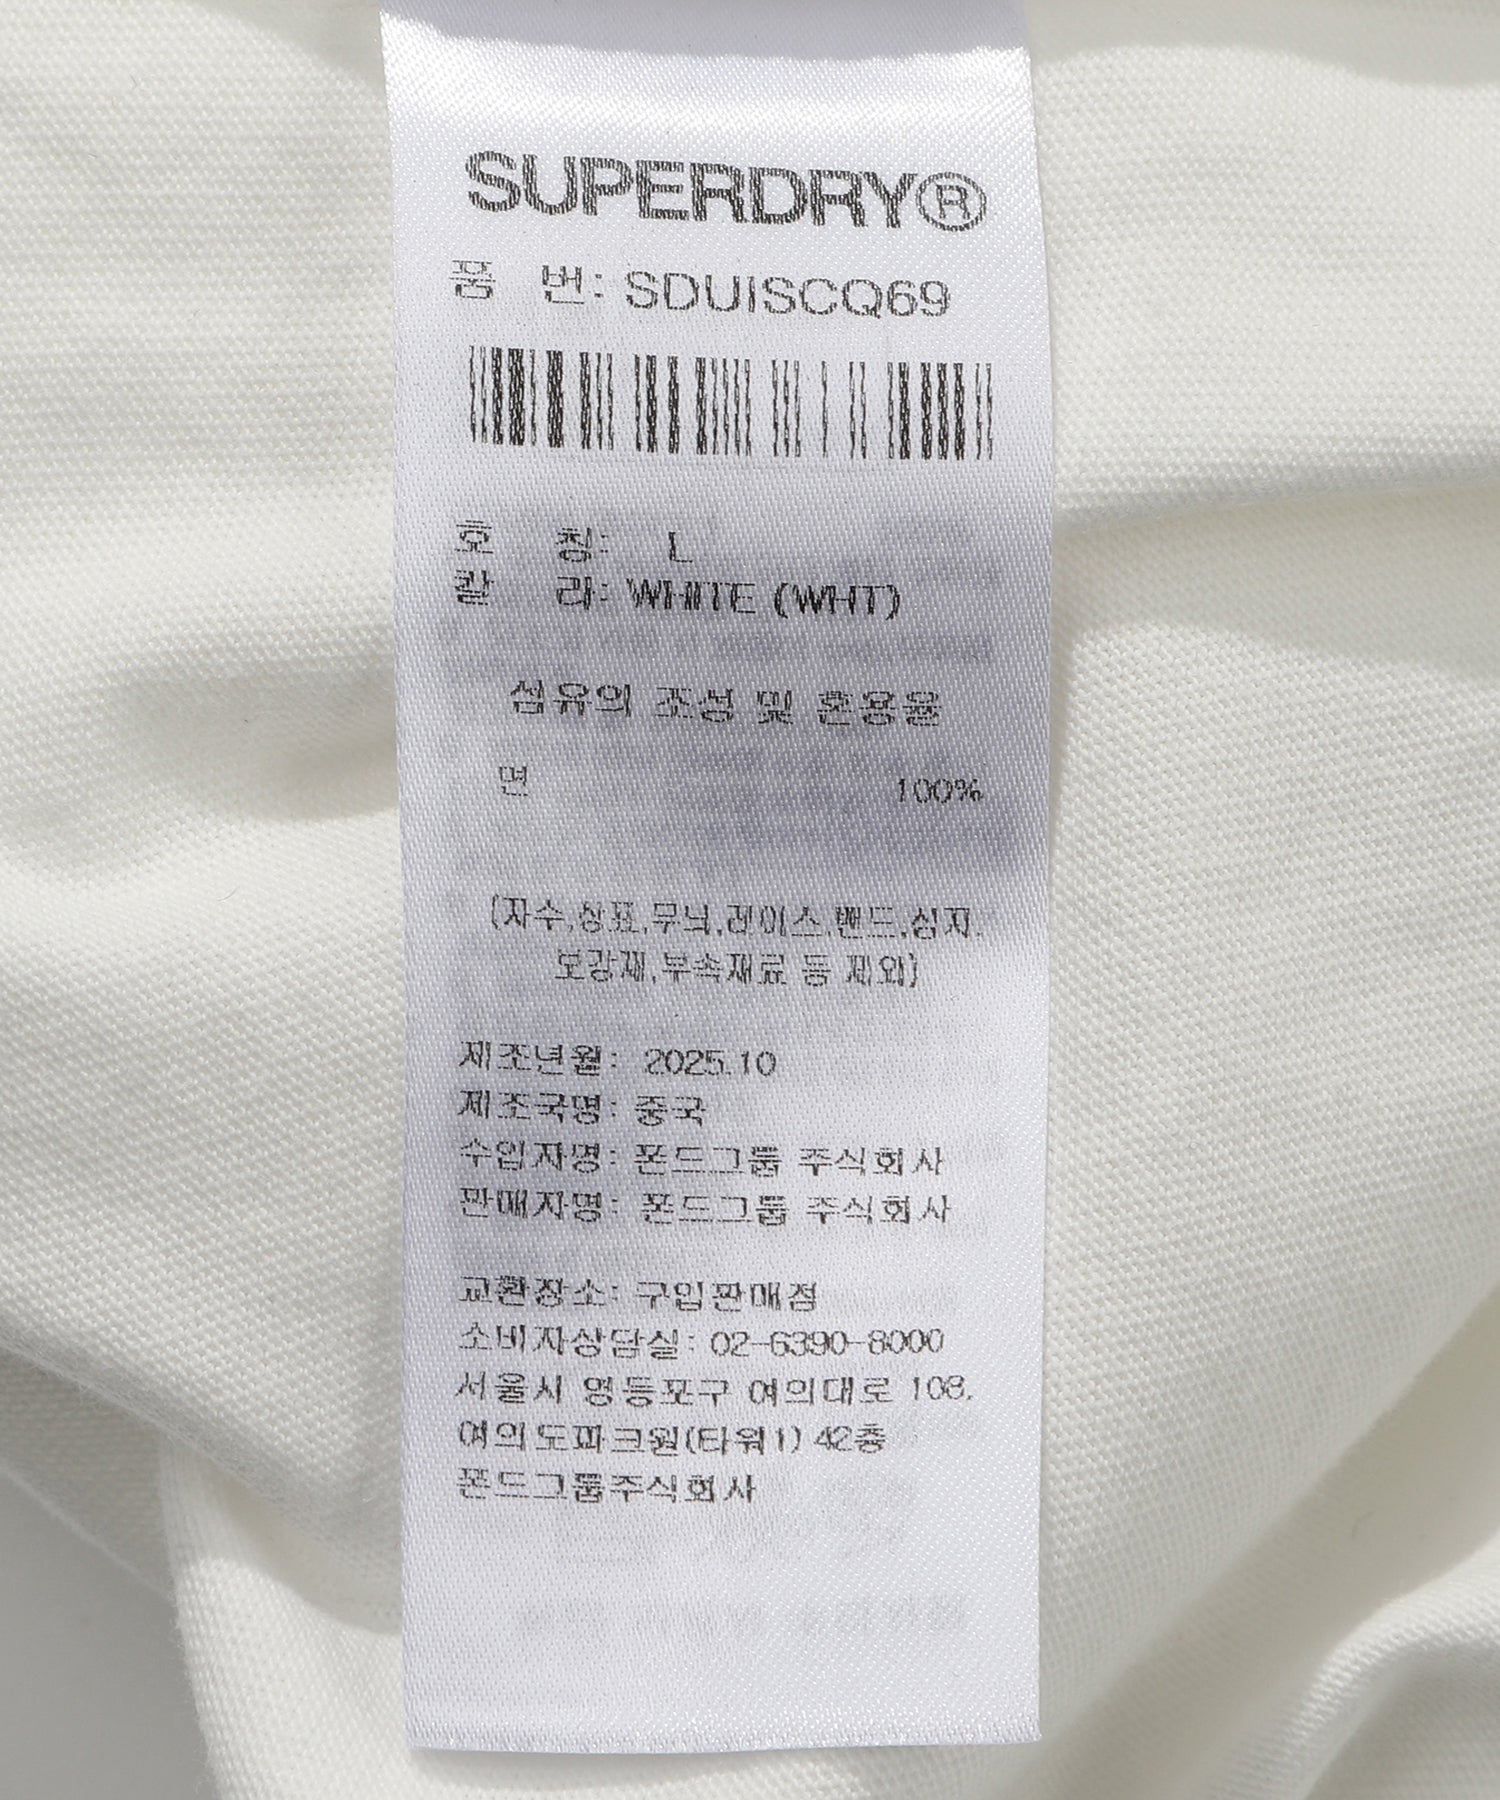 SUPERDRY®
품 번: SDUISCQ69
호 칭: L
칼 라: WHITE (WHT)
섬유의 조성 및 혼용율
면 100%
(자수,상표,무늬,레이스,밴드,심지,
보강재,부속재료 등 제외)
제조년월: 2025.10
제조국명: 중국
수입자명: 폰드그룹 주식회사
판매자명: 폰드그룹 주식회사
교환장소: 구입판매점
소비자상담실: 02-6390-8000
서울시 영등포구 여의대로 108,
여의도파크원(타워1) 42층
폰드그룹주식회사